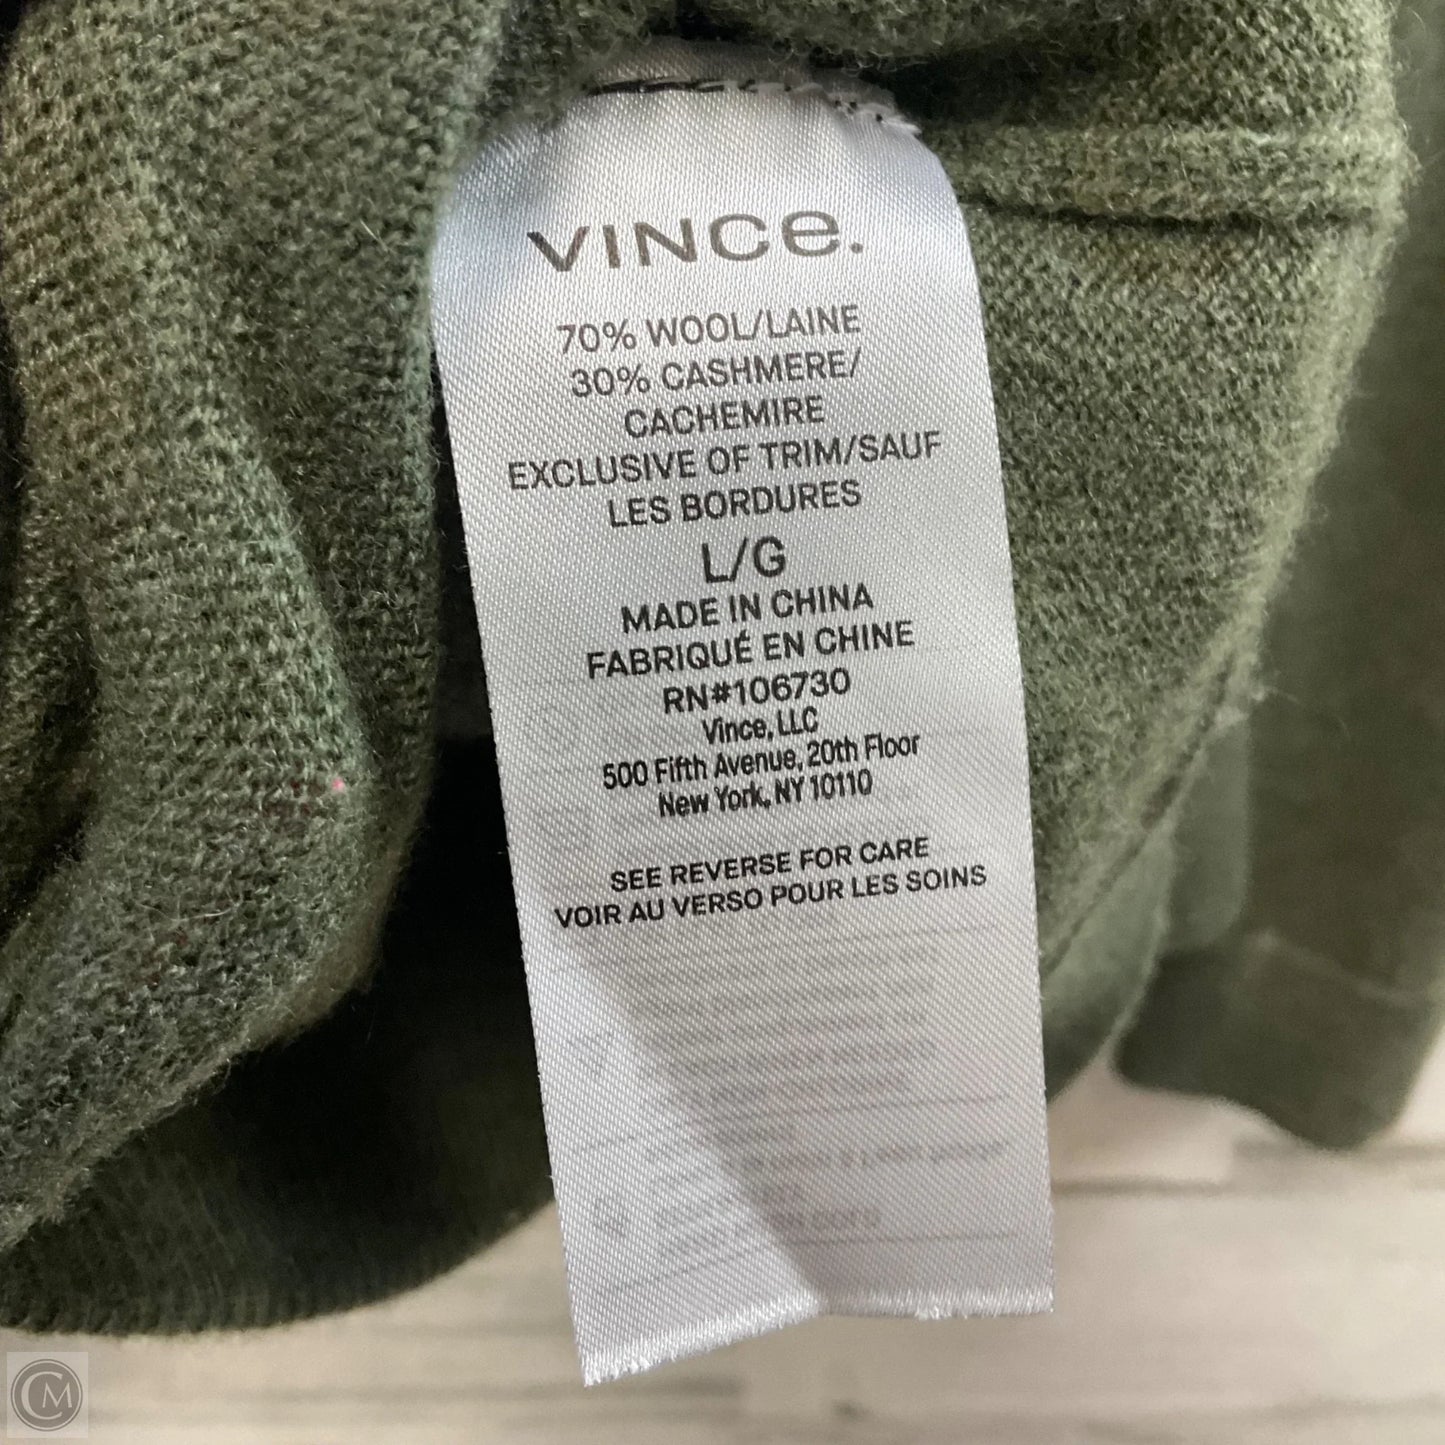 VINCe.
70% WOOL/LAINE
30% CASHMERE/
CACHEMIRE
EXCLUSIVE OF TRIM/SAUF
LES BORDURES
L/G
MADE IN CHINA
FABRIQUÉ EN CHINE
RN#106730
Vince, LLC
500 Fifth Avenue, 20th Floor
New York, NY 10110
SEE REVERSE FOR CARE
VOIR AU VERSO POUR LES SOINS
CM